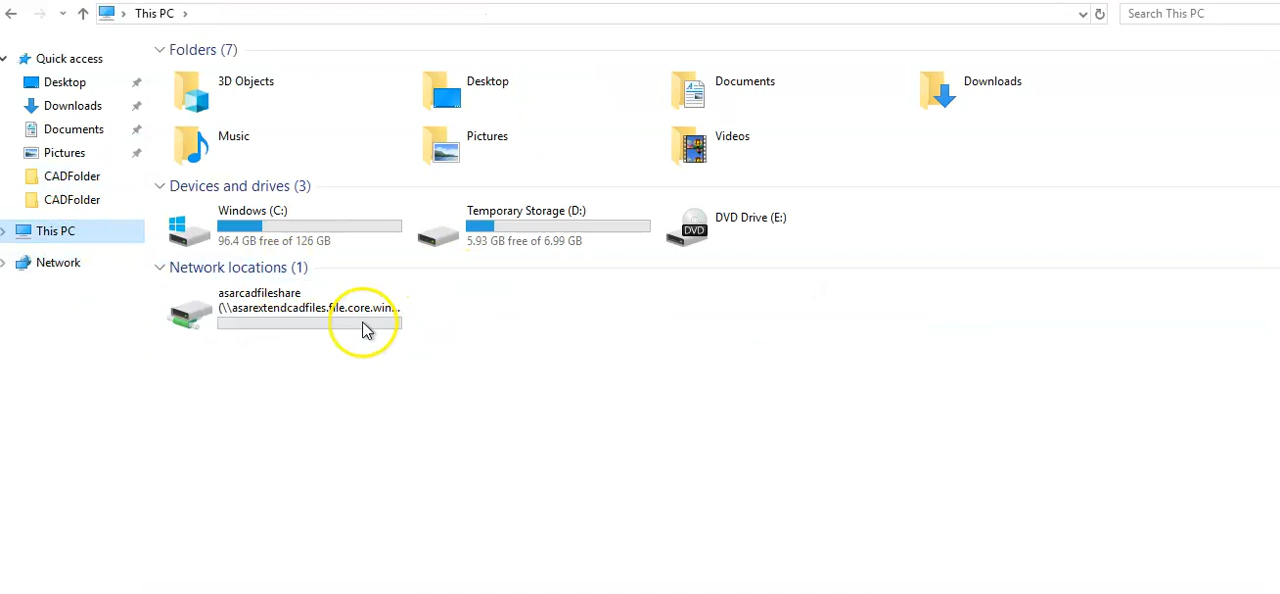 This PC
Search This PC
Quick access
Desktop
Downloads
Documents
Pictures
CADFolder
CADFolder
This PC
Network
Folders (7)
3D Objects
Desktop
Documents
Downloads
Music
Pictures
Videos
Devices and drives (3)
Windows (C:)
96.4 GB free of 126 GB
Temporary Storage (D:)
5.93 GB free of 6.99 GB
DVD Drive (E:)
DVD
Network locations (1)
asarcadfileshare
(\\asarextendcadfiles.file.core.win...